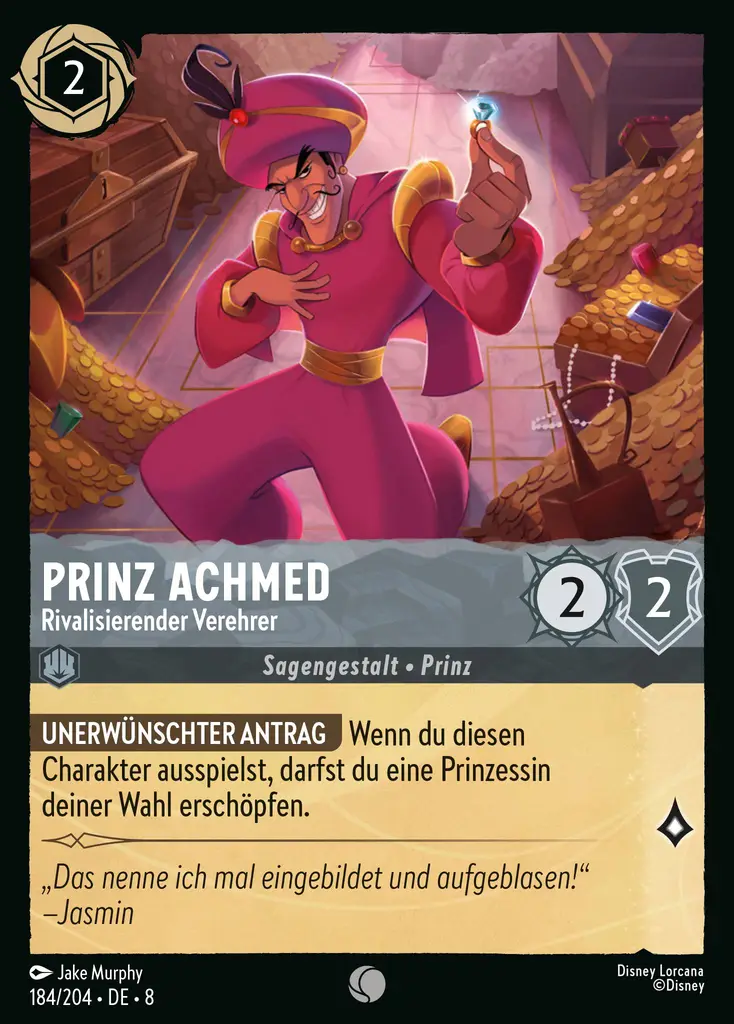 2
PRINZ ACHMED
Rivalisierender Verehrer
2
2
Sagengestalt • Prinz
UNERWÜNSCHTER ANTRAG Wenn du diesen
Charakter ausspielst, darfst du eine Prinzessin
deiner Wahl erschöpfen.
„Das nenne ich mal eingebildet und aufgeblasen!“
–Jasmin
Jake Murphy
184/204 • DE • 8
Disney Lorcana
©Disney